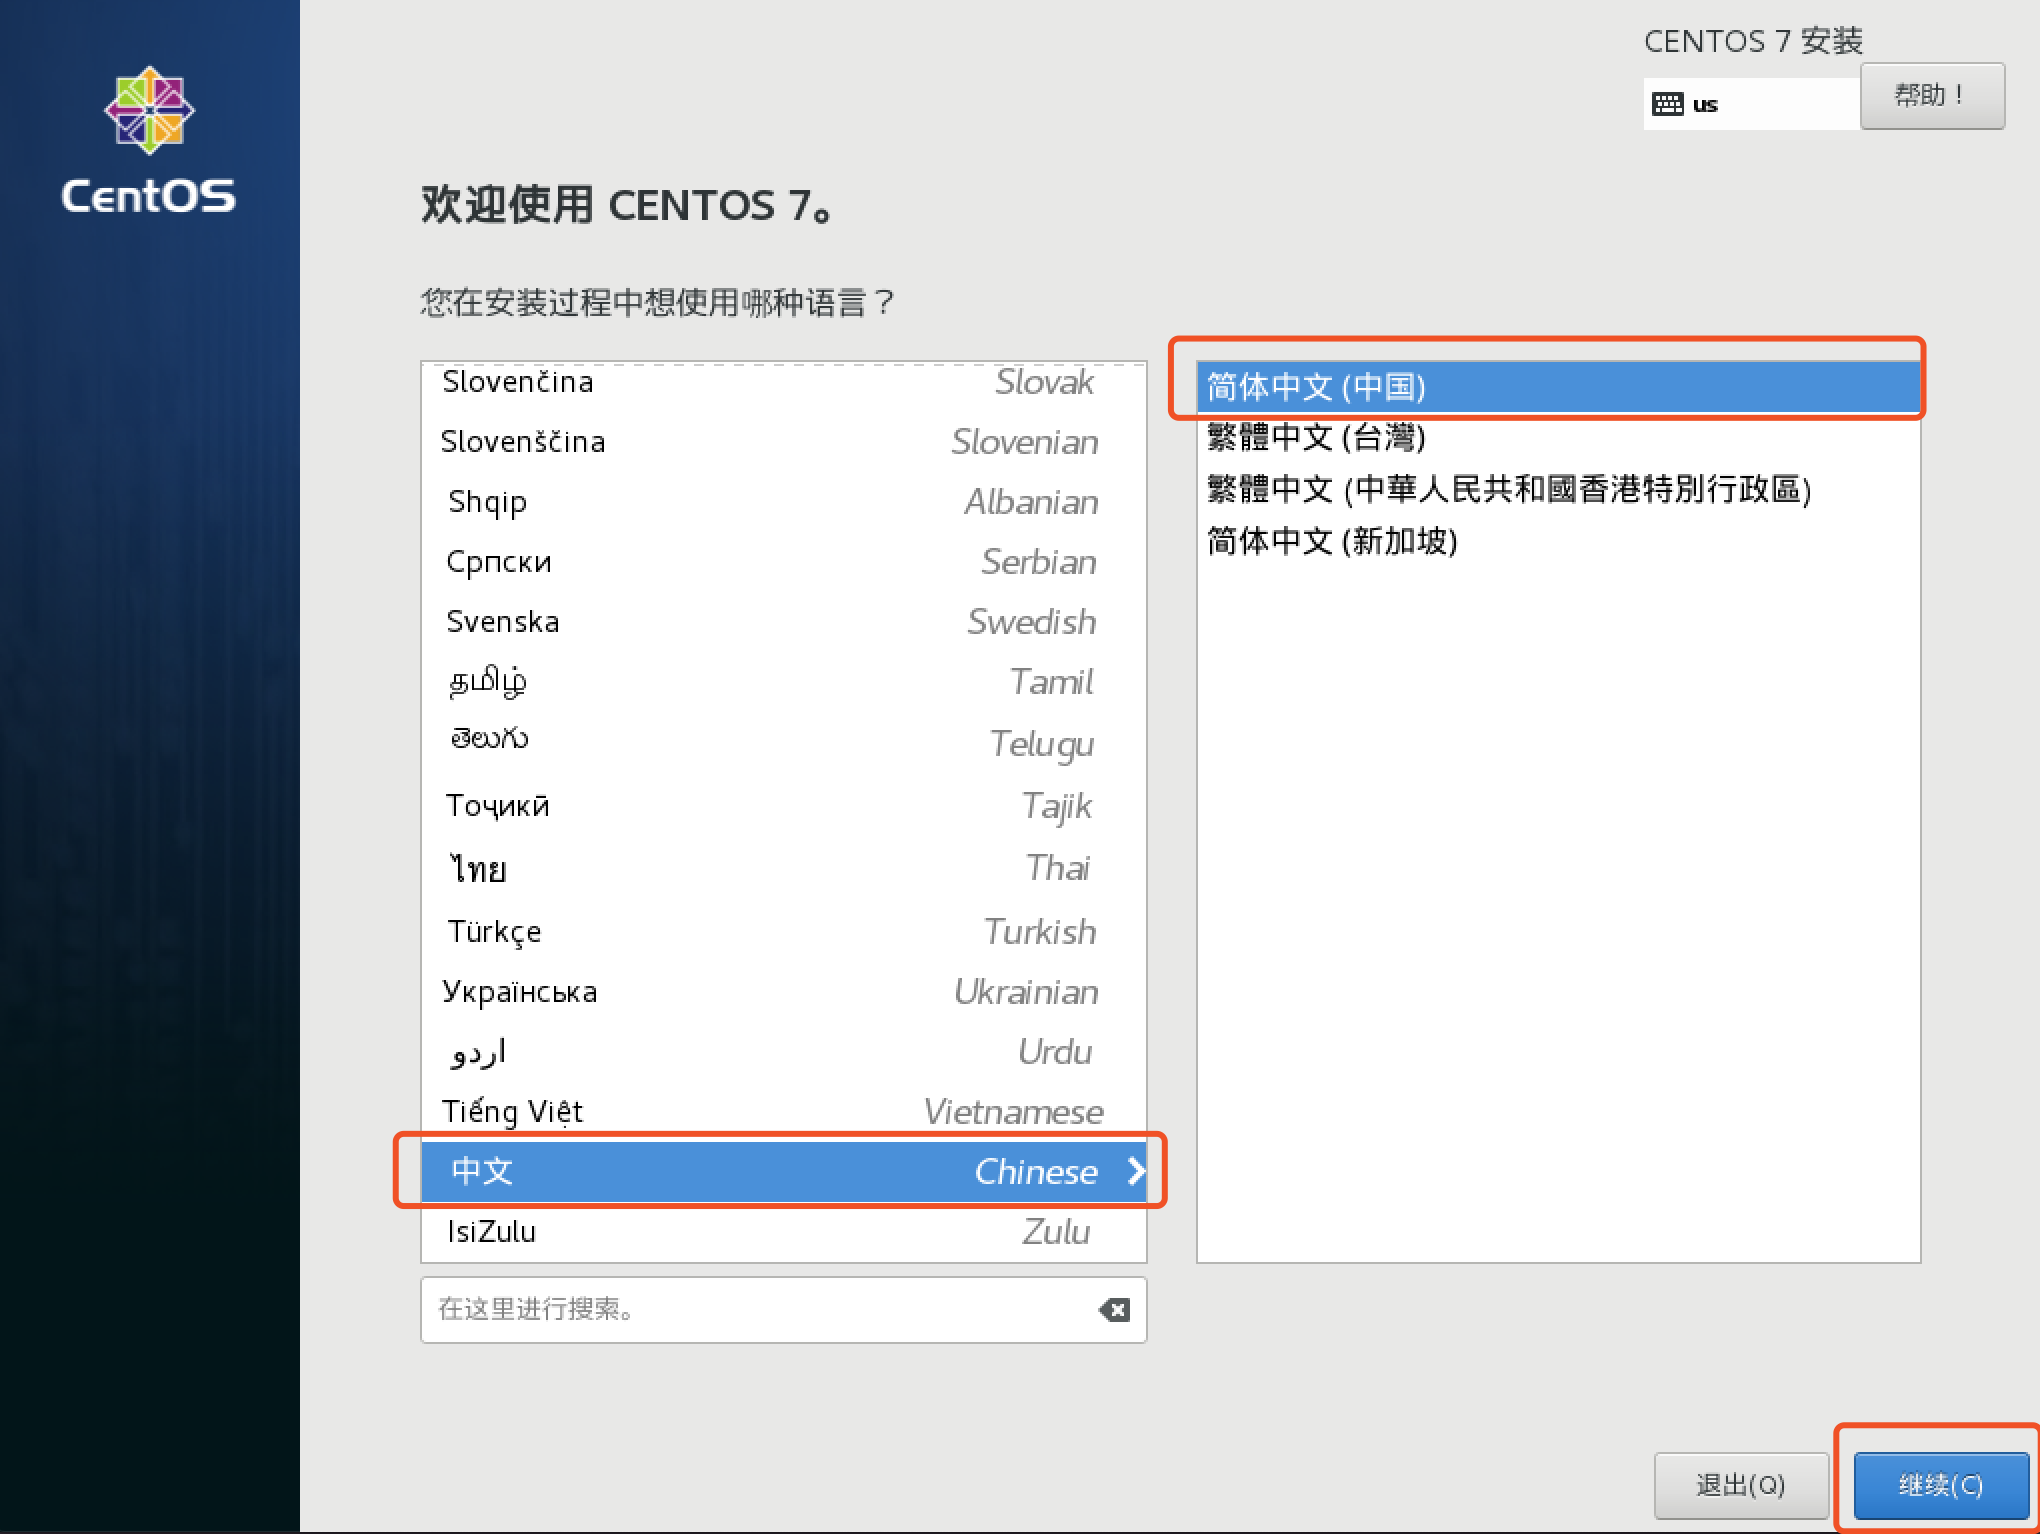 CentOS
CENTOS 7 安装
us
帮助！
欢迎使用 CENTOS 7。
您在安装过程中想使用哪种语言？
Slovenčina Slovak
Slovenščina Slovenian
Shqip Albanian
Српски Serbian
Svenska Swedish
தமிழ் Tamil
తెలుగు Telugu
Тоҷикӣ Tajik
ไทย Thai
Türkçe Turkish
Українська Ukrainian
اردو Urdu
Tiếng Việt Vietnamese
中文 Chinese
IsiZulu Zulu
在这里进行搜索。
简体中文 (中国)
繁體中文 (台灣)
繁體中文 (中華人民共和國香港特別行政區)
简体中文 (新加坡)
退出(Q)
继续(C)